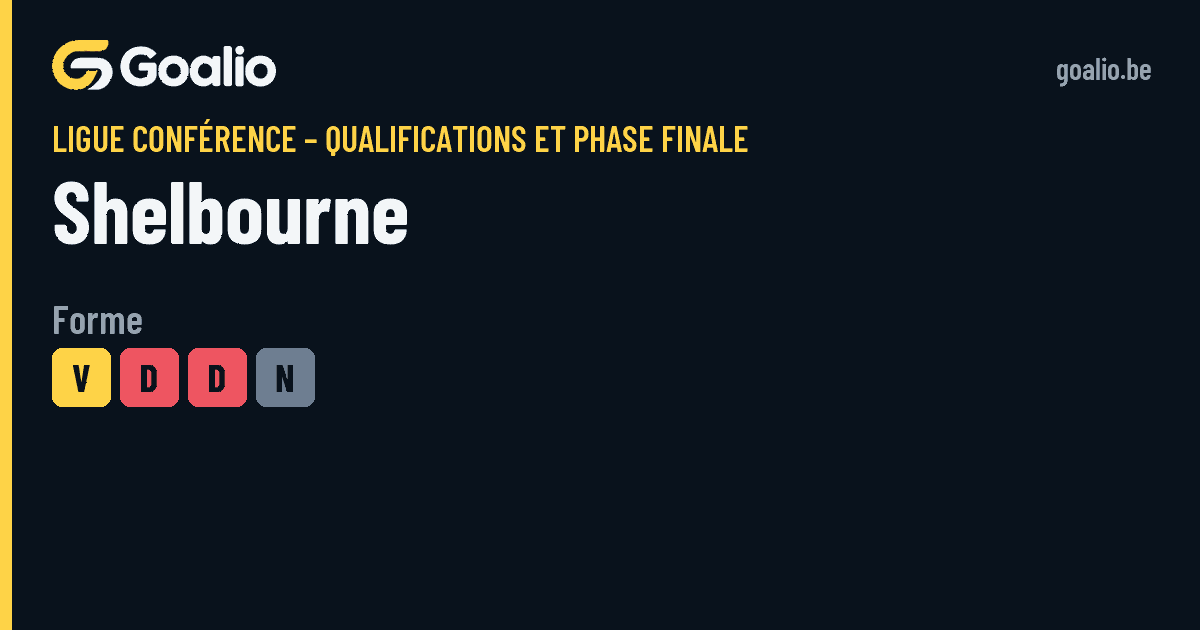 Goalio
goalio.be
LIGUE CONFÉRENCE – QUALIFICATIONS ET PHASE FINALE
Shelbourne
Forme
V D D N